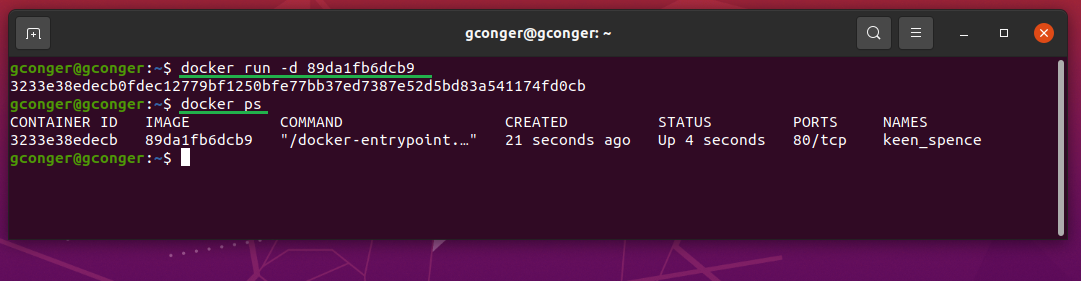 gconger@gconger: ~
gconger@gconger:~$ docker run -d 89da1fb6dcb9
3233e38edecb0fdec12779bf1250bfe77bb37ed7387e52d5bd83a541174fd0cb
gconger@gconger:~$ docker ps
CONTAINER ID   IMAGE          COMMAND                  CREATED          STATUS         PORTS     NAMES
3233e38edecb   89da1fb6dcb9   "/docker-entrypoint.…"   21 seconds ago   Up 4 seconds   80/tcp    keen_spence
gconger@gconger:~$